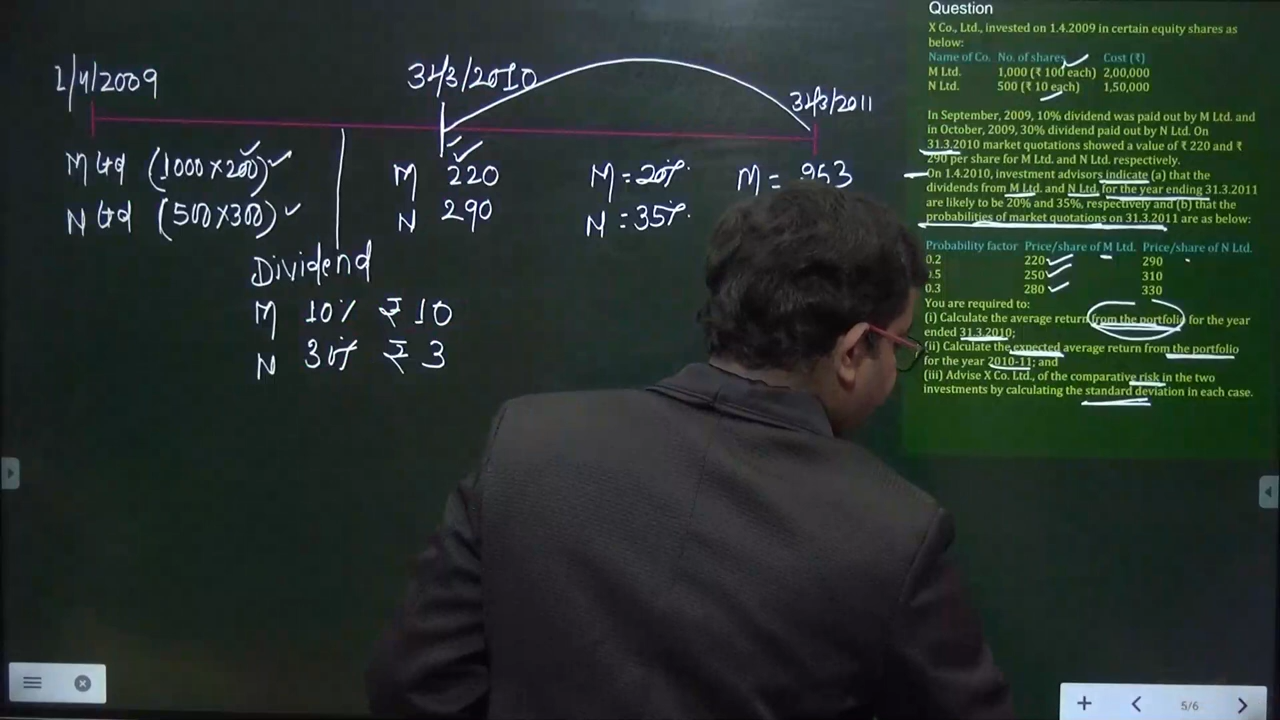 1/4/2009
31/3/2010
31/3/2011
M Ltd (1000 × 200)
N Ltd (500 × 300)
M 220
N 290
M = 20%
N = 35%
M = 253
Dividend
M 10% ₹ 10
N 30% ₹ 3
Question
X Co., Ltd., invested on 1.4.2009 in certain equity shares as
below:
Name of Co. No. of shares Cost (₹)
M Ltd. 1,000 (₹ 100 each) 2,00,000
N Ltd. 500 (₹ 10 each) 1,50,000
In September, 2009, 10% dividend was paid out by M Ltd. and
in October, 2009, 30% dividend paid out by N Ltd. On
31.3.2010 market quotations showed a value of ₹ 220 and ₹
290 per share for M Ltd. and N Ltd. respectively.
On 1.4.2010, investment advisors indicate (a) that the
dividends from M Ltd. and N Ltd. for the year ending 31.3.2011
are likely to be 20% and 35%, respectively and (b) that the
probabilities of market quotations on 31.3.2011 are as below:
Probability factor Price/share of M Ltd. Price/share of N Ltd.
0.2 220 290
0.5 250 310
0.3 280 330
You are required to:
(i) Calculate the average return from the portfolio for the year
ended 31.3.2010;
(ii) Calculate the expected average return from the portfolio
for the year 2010-11; and
(iii) Advise X Co. Ltd., of the comparative risk in the two
investments by calculating the standard deviation in each case.
5/6